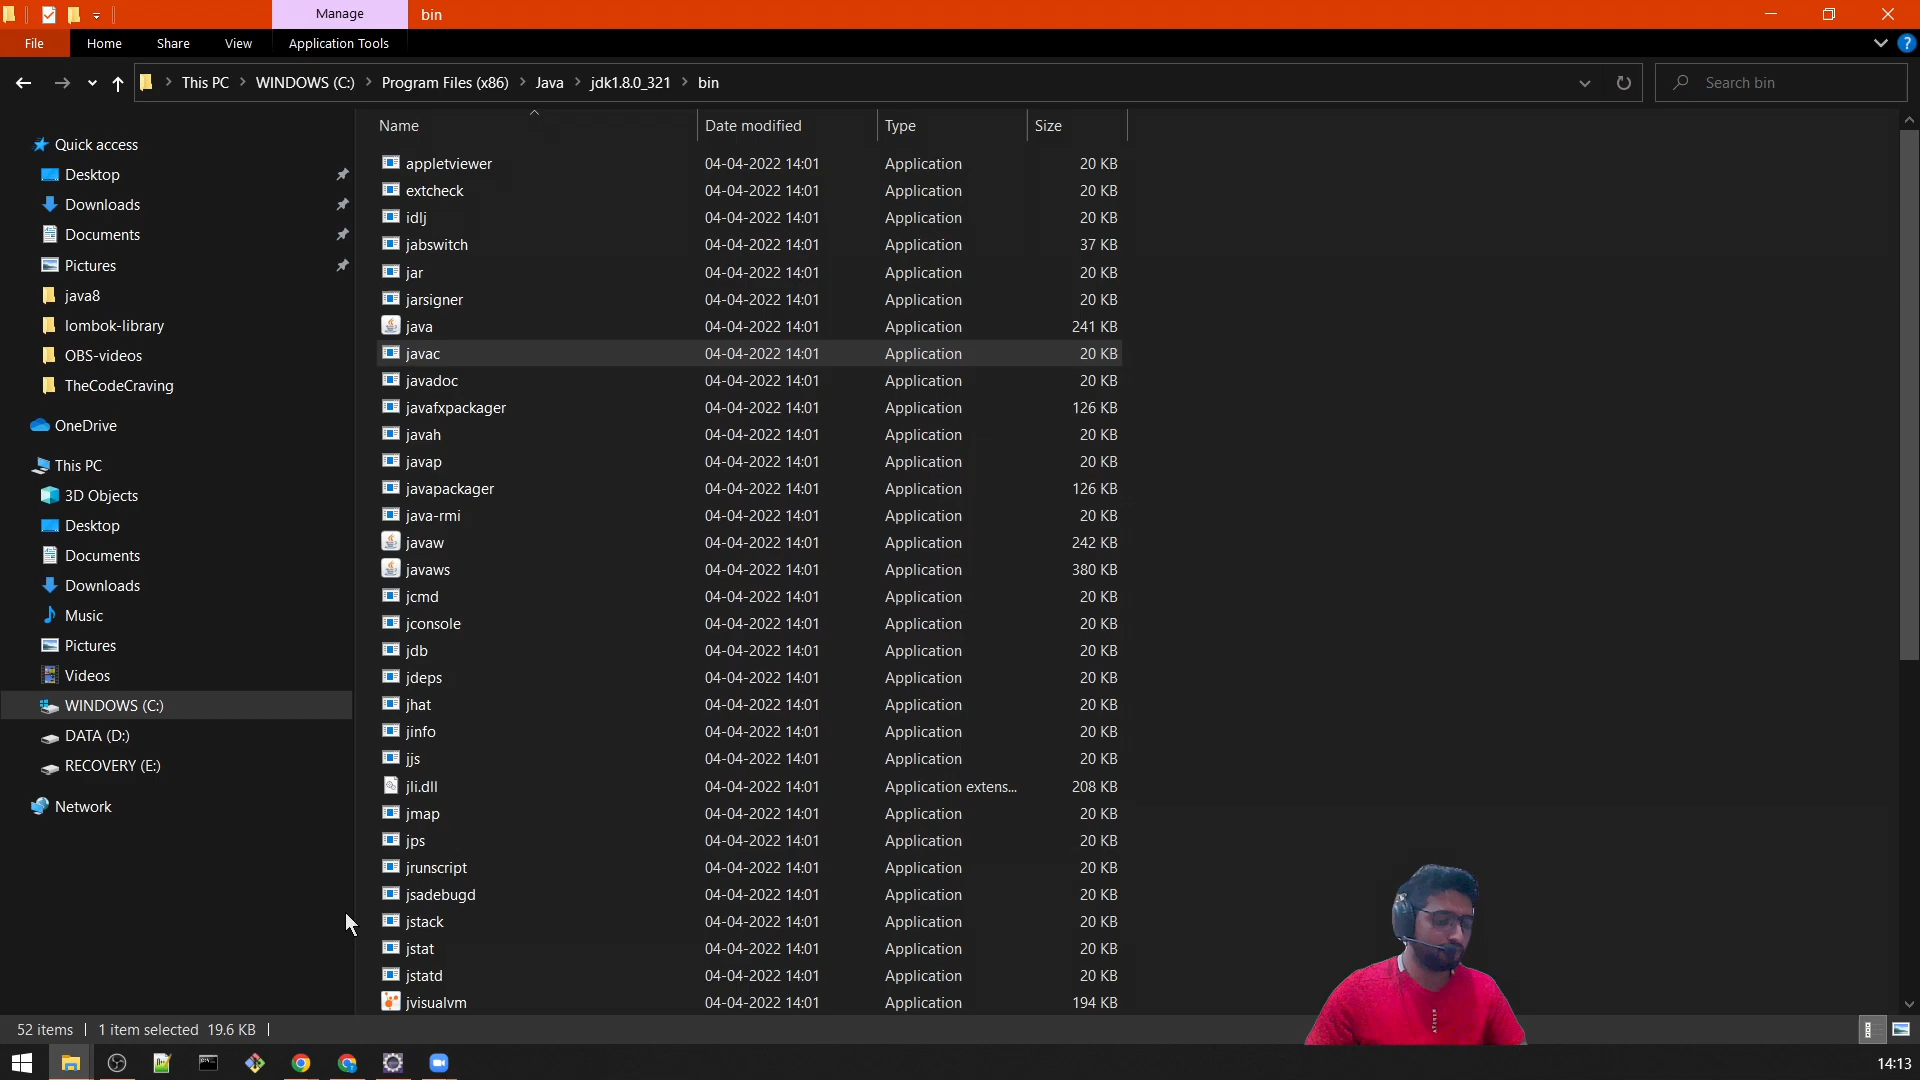 Manage
bin
File
Home
Share
View
Application Tools
This PC
WINDOWS (C:)
Program Files (x86)
Java
jdk1.8.0_321
bin
Search bin
Name
Date modified
Type
Size
Quick access
Desktop
Downloads
Documents
Pictures
java8
lombok-library
OBS-videos
TheCodeCraving
OneDrive
This PC
3D Objects
Desktop
Documents
Downloads
Music
Pictures
Videos
WINDOWS (C:)
DATA (D:)
RECOVERY (E:)
Network
appletviewer 04-04-2022 14:01 Application 20 KB
extcheck 04-04-2022 14:01 Application 20 KB
idlj 04-04-2022 14:01 Application 20 KB
jabswitch 04-04-2022 14:01 Application 37 KB
jar 04-04-2022 14:01 Application 20 KB
jarsigner 04-04-2022 14:01 Application 20 KB
java 04-04-2022 14:01 Application 241 KB
javac 04-04-2022 14:01 Application 20 KB
javadoc 04-04-2022 14:01 Application 20 KB
javafxpackager 04-04-2022 14:01 Application 126 KB
javah 04-04-2022 14:01 Application 20 KB
javap 04-04-2022 14:01 Application 20 KB
javapackager 04-04-2022 14:01 Application 126 KB
java-rmi 04-04-2022 14:01 Application 20 KB
javaw 04-04-2022 14:01 Application 242 KB
javaws 04-04-2022 14:01 Application 380 KB
jcmd 04-04-2022 14:01 Application 20 KB
jconsole 04-04-2022 14:01 Application 20 KB
jdb 04-04-2022 14:01 Application 20 KB
jdeps 04-04-2022 14:01 Application 20 KB
jhat 04-04-2022 14:01 Application 20 KB
jinfo 04-04-2022 14:01 Application 20 KB
jjs 04-04-2022 14:01 Application 20 KB
jli.dll 04-04-2022 14:01 Application extens... 208 KB
jmap 04-04-2022 14:01 Application 20 KB
jps 04-04-2022 14:01 Application 20 KB
jrunscript 04-04-2022 14:01 Application 20 KB
jsadebugd 04-04-2022 14:01 Application 20 KB
jstack 04-04-2022 14:01 Application 20 KB
jstat 04-04-2022 14:01 Application 20 KB
jstatd 04-04-2022 14:01 Application 20 KB
jvisualvm 04-04-2022 14:01 Application 194 KB
52 items
1 item selected 19.6 KB
14:13